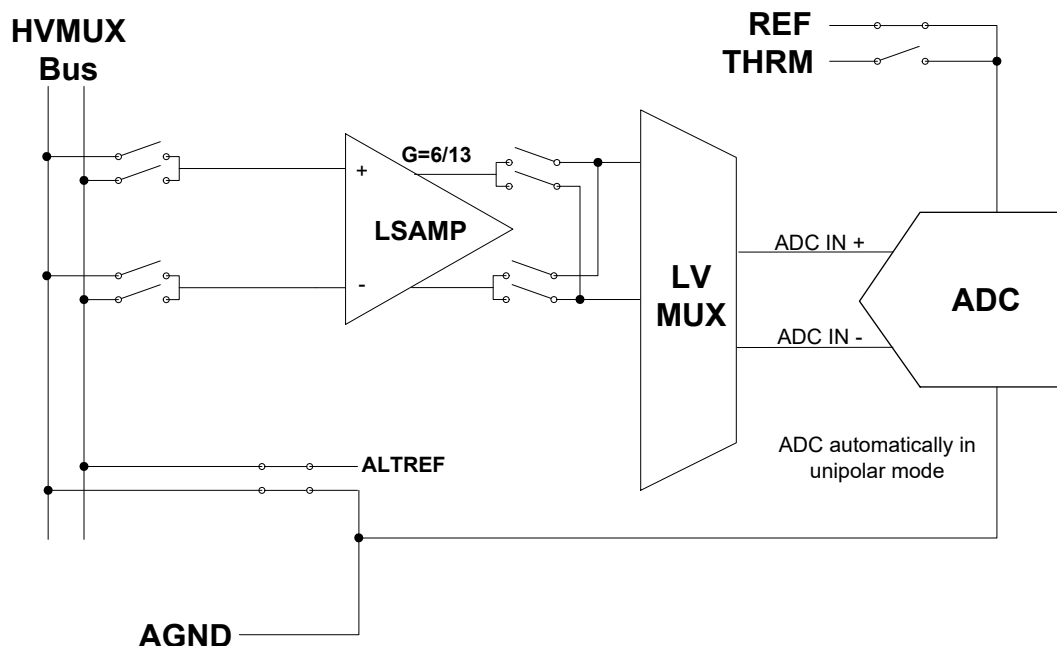 HVMUX
Bus
REF
THRM
G=6/13
+
LSAMP
-
LV
MUX
ADC IN +
ADC IN -
ADC
ALTREF
ADC automatically in
unipolar mode
AGND